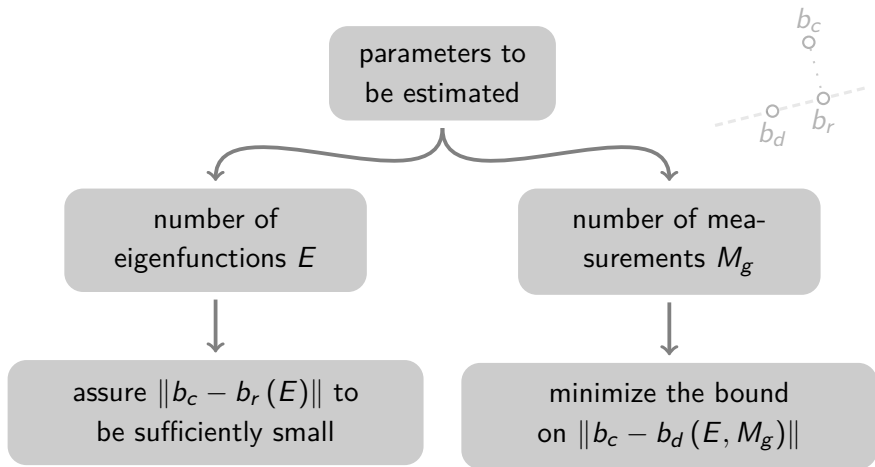 parameters to
be estimated
b_c
b_d
b_r
number of
eigenfunctions E
number of mea-
surements M_g
assure ‖b_c − b_r (E)‖ to
be sufficiently small
minimize the bound
on ‖b_c − b_d (E, M_g)‖